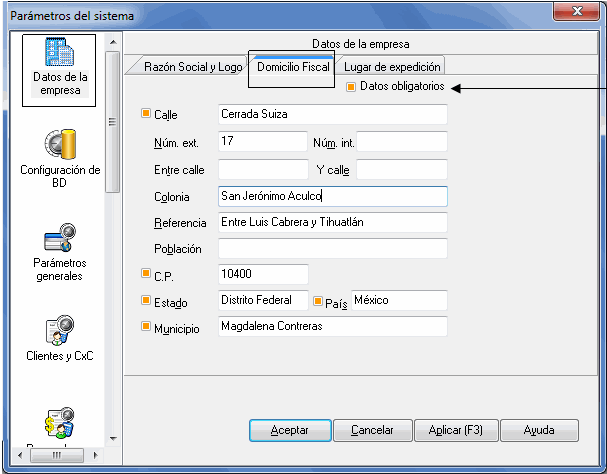 Parámetros del sistema
Datos de la empresa
Configuración de BD
Parámetros generales
Clientes y CxC
Datos de la empresa
Razón Social y Logo Domicilio Fiscal Lugar de expedición
Datos obligatorios
Calle Cerrada Suiza
Núm. ext. 17 Núm. int.
Entre calle Y calle
Colonia San Jerónimo Aculco
Referencia Entre Luis Cabrera y Tihuatlán
Población
C.P. 10400
Estado Distrito Federal País México
Municipio Magdalena Contreras
Aceptar Cancelar Aplicar (F3) Ayuda